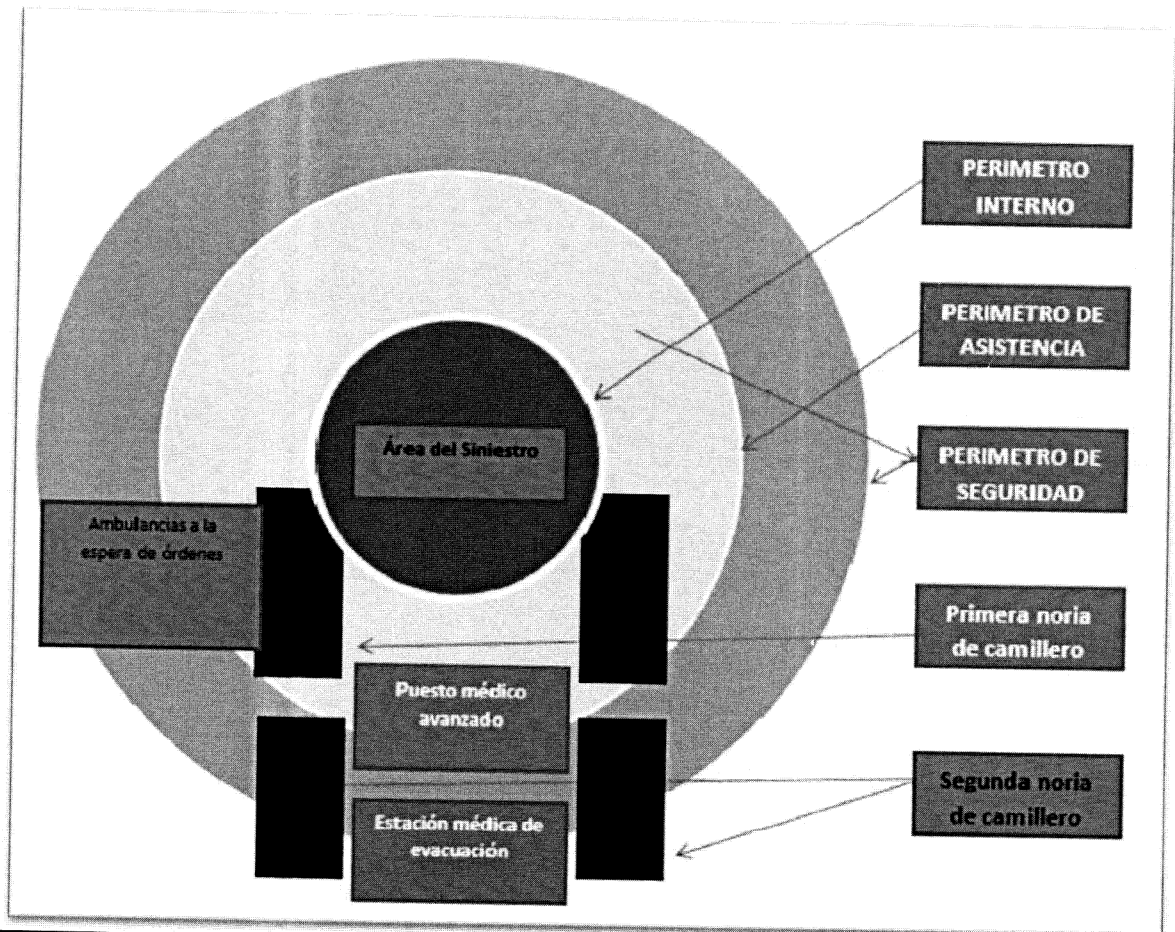 PERIMETRO
INTERNO
PERIMETRO DE
ASISTENCIA
Área del Siniestro
PERIMETRO DE
SEGURIDAD
Ambulancias a la
espera de órdenes
Primera noria
de camillero
Puesto médico
avanzado
Segunda noria
de camillero
Estación médica de
evacuación